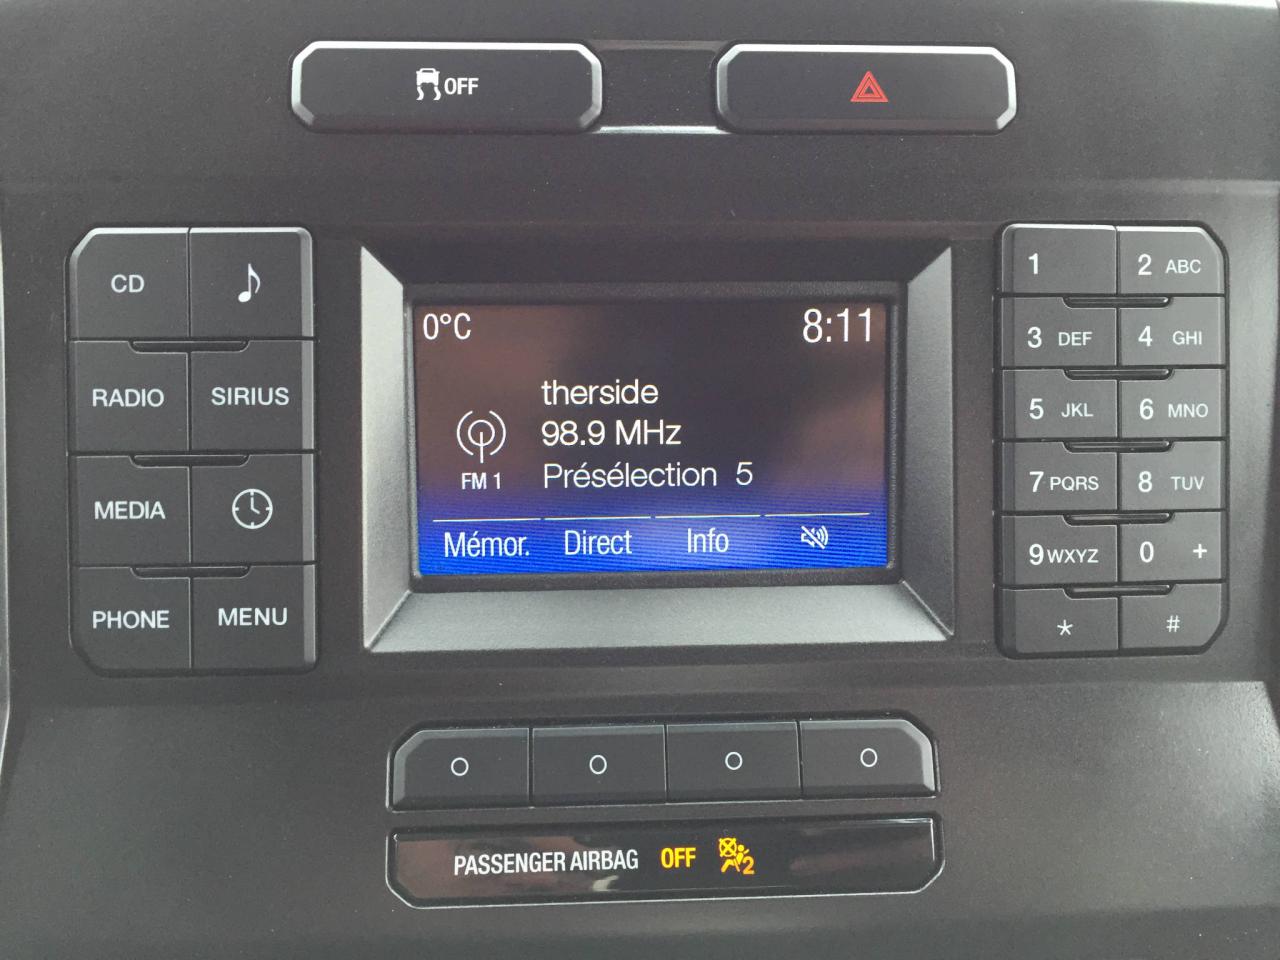 OFF
CD
RADIO SIRIUS
MEDIA
PHONE MENU
0°C 8:11
therside
98.9 MHz
FM 1 Présélection 5
Mémor. Direct Info
1 2 ABC
3 DEF 4 GHI
5 JKL 6 MNO
7 PQRS 8 TUV
9 WXYZ 0 +
* #
PASSENGER AIRBAG OFF 2